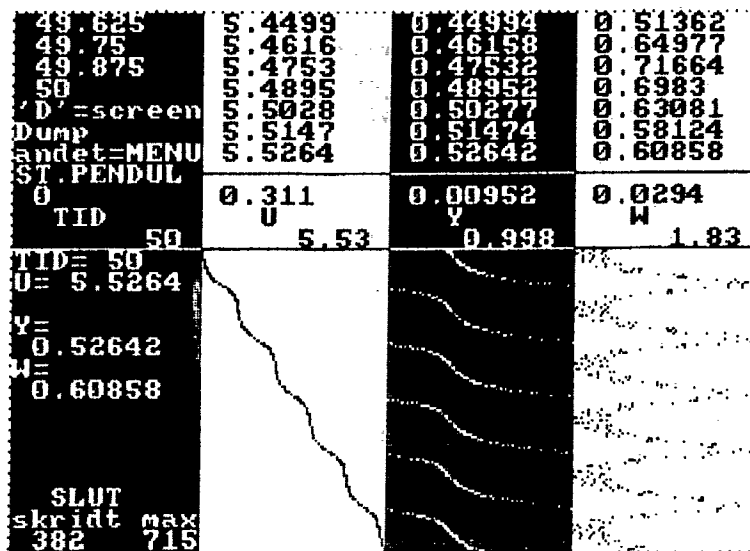 49.625 5.4499 0.44994 0.51362
49.75 5.4616 0.46158 0.64977
49.875 5.4753 0.47532 0.71664
50 5.4895 0.48952 0.6983
'D'=screen 5.5028 0.50277 0.63081
Dump 5.5147 0.51474 0.58124
andet=MENU 5.5264 0.52642 0.60858
ST.PENDUL
0 0.311 0.00952 0.0294
TID U Y W
50 5.53 0.998 1.83
TID= 50
U= 5.5264
Y=
0.52642
W=
0.60858
SLUT
skridt max
382 715